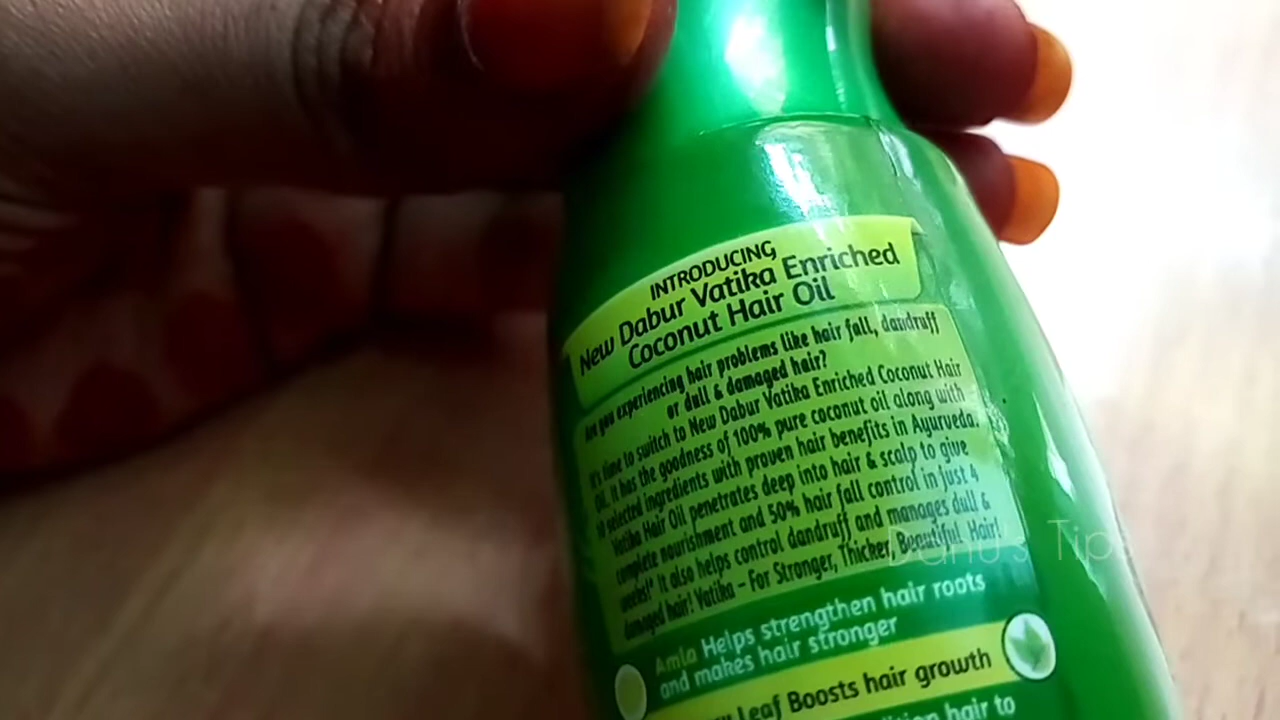 INTRODUCING
New Dabur Vatika Enriched
Coconut Hair Oil
Are you experiencing hair problems like hair fall, dandruff
or dull & damaged hair?
It's time to switch to New Dabur Vatika Enriched Coconut Hair
Oil. It has the goodness of 100% pure coconut oil along with
10 selected ingredients with proven hair benefits in Ayurveda.
Vatika Hair Oil penetrates deep into hair & scalp to give
complete nourishment and 50% hair fall control in just 4
weeks!* It also helps control dandruff and manages dull &
damaged hair! Vatika – For Stronger, Thicker, Beautiful Hair!
Danu's Tips
Amla Helps strengthen hair roots
and makes hair stronger
Leaf Boosts hair growth
hair to